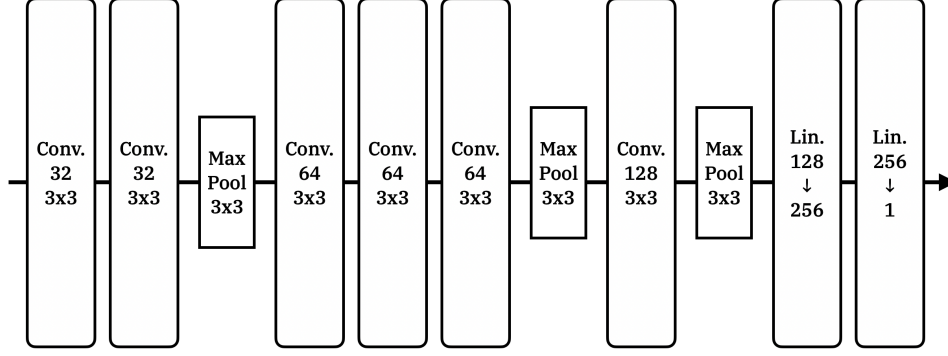 Conv.
32
3x3
Conv.
32
3x3
Max
Pool
3x3
Conv.
64
3x3
Conv.
64
3x3
Conv.
64
3x3
Max
Pool
3x3
Conv.
128
3x3
Max
Pool
3x3
Lin.
128
↓
256
Lin.
256
↓
1